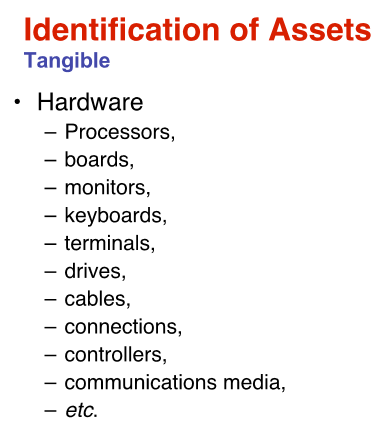 Identification of Assets
Tangible
• Hardware
– Processors,
– boards,
– monitors,
– keyboards,
– terminals,
– drives,
– cables,
– connections,
– controllers,
– communications media,
– etc.